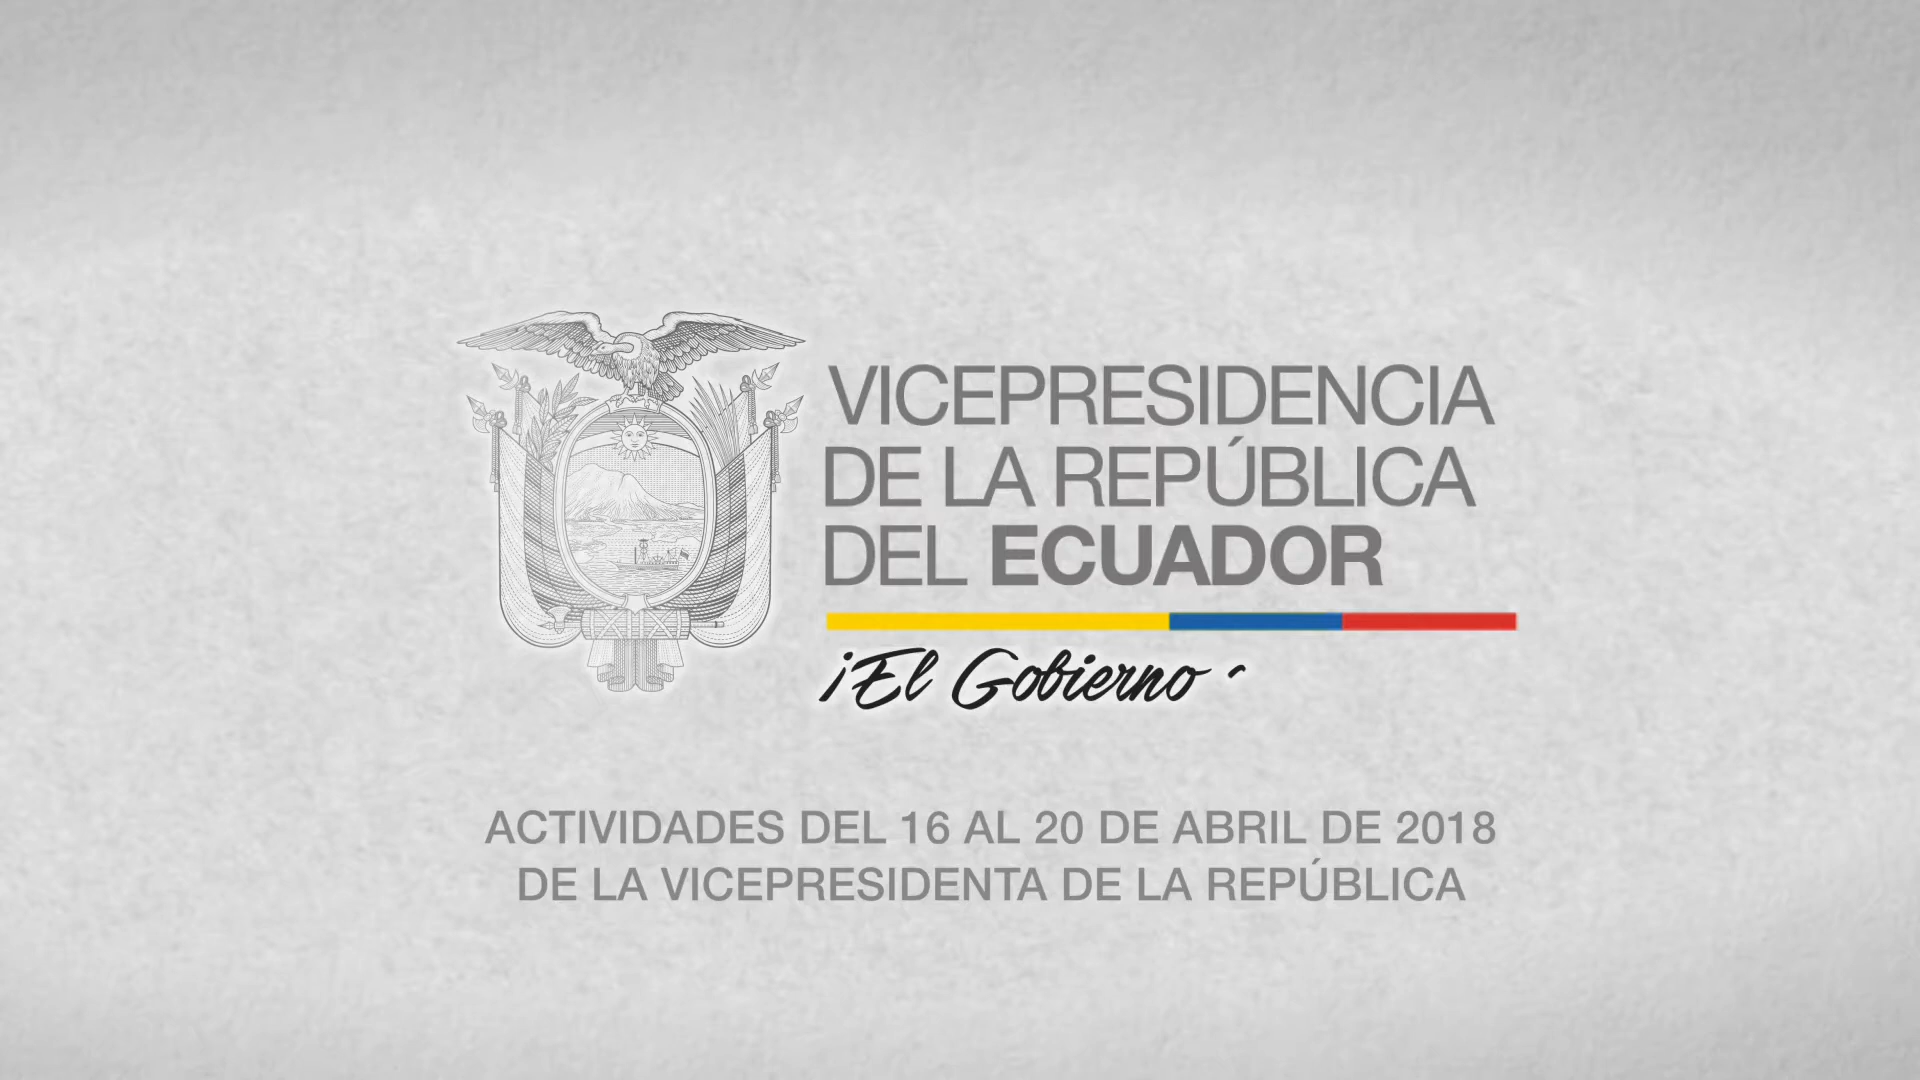 VICEPRESIDENCIA
DE LA REPÚBLICA
DEL ECUADOR
¡El Gobierno
ACTIVIDADES DEL 16 AL 20 DE ABRIL DE 2018
DE LA VICEPRESIDENTA DE LA REPÚBLICA